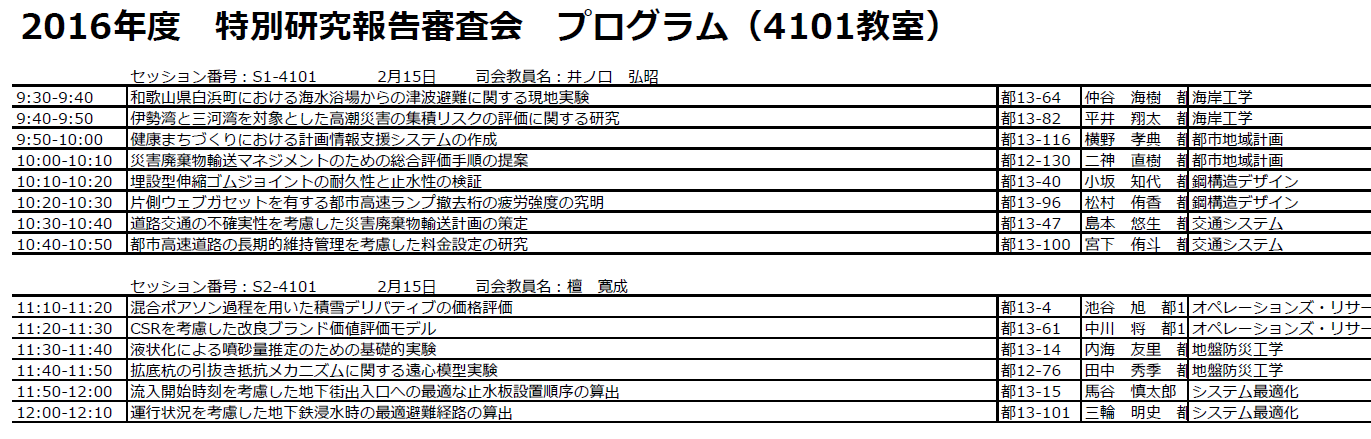 2016年度　特別研究報告審査会　プログラム（4101教室）
セッション番号：S1-4101　2月15日　司会教員名：井ノ口　弘昭
9:30-9:40 和歌山県白浜町における海水浴場からの津波避難に関する現地実験 都13-64 仲谷　海樹　都 海岸工学
9:40-9:50 伊勢湾と三河湾を対象とした高潮災害の集積リスクの評価に関する研究 都13-82 平井　翔太　都 海岸工学
9:50-10:00 健康まちづくりにおける計画情報支援システムの作成 都13-116 横野　孝典　都 都市地域計画
10:00-10:10 災害廃棄物輸送マネジメントのための総合評価手順の提案 都12-130 二神　直樹　都 都市地域計画
10:10-10:20 埋設型伸縮ゴムジョイントの耐久性と止水性の検証 都13-40 小坂　知代　都 鋼構造デザイン
10:20-10:30 片側ウェブガセットを有する都市高速ランプ撤去桁の疲労強度の究明 都13-96 松村　侑香　都 鋼構造デザイン
10:30-10:40 道路交通の不確実性を考慮した災害廃棄物輸送計画の策定 都13-47 島本　悠生　都 交通システム
10:40-10:50 都市高速道路の長期的維持管理を考慮した料金設定の研究 都13-100 宮下　侑斗　都 交通システム
セッション番号：S2-4101　2月15日　司会教員名：檀　寛成
11:10-11:20 混合ポアソン過程を用いた積雪デリバティブの価格評価 都13-4 池谷　旭　都1 オペレーションズ・リサー
11:20-11:30 CSRを考慮した改良ブランド価値評価モデル 都13-61 中川　将　都1 オペレーションズ・リサー
11:30-11:40 液状化による噴砂量推定のための基礎的実験 都13-14 内海　友里　都 地盤防災工学
11:40-11:50 拡底杭の引抜き抵抗メカニズムに関する遠心模型実験 都12-76 田中　秀季　都 地盤防災工学
11:50-12:00 流入開始時刻を考慮した地下街出入口への最適な止水板設置順序の算出 都13-15 馬谷　慎太郎 システム最適化
12:00-12:10 運行状況を考慮した地下鉄浸水時の最適避難経路の算出 都13-101 三輪　明史　都 システム最適化